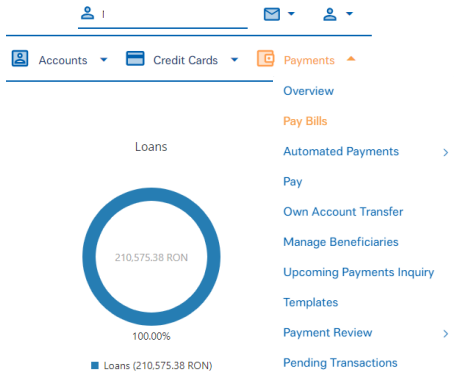 I
Accounts Credit Cards Payments
Overview
Pay Bills
Automated Payments
Pay
Own Account Transfer
Manage Beneficiaries
Upcoming Payments Inquiry
Templates
Payment Review
Pending Transactions
Loans
210,575.38 RON
100.00%
Loans (210,575.38 RON)